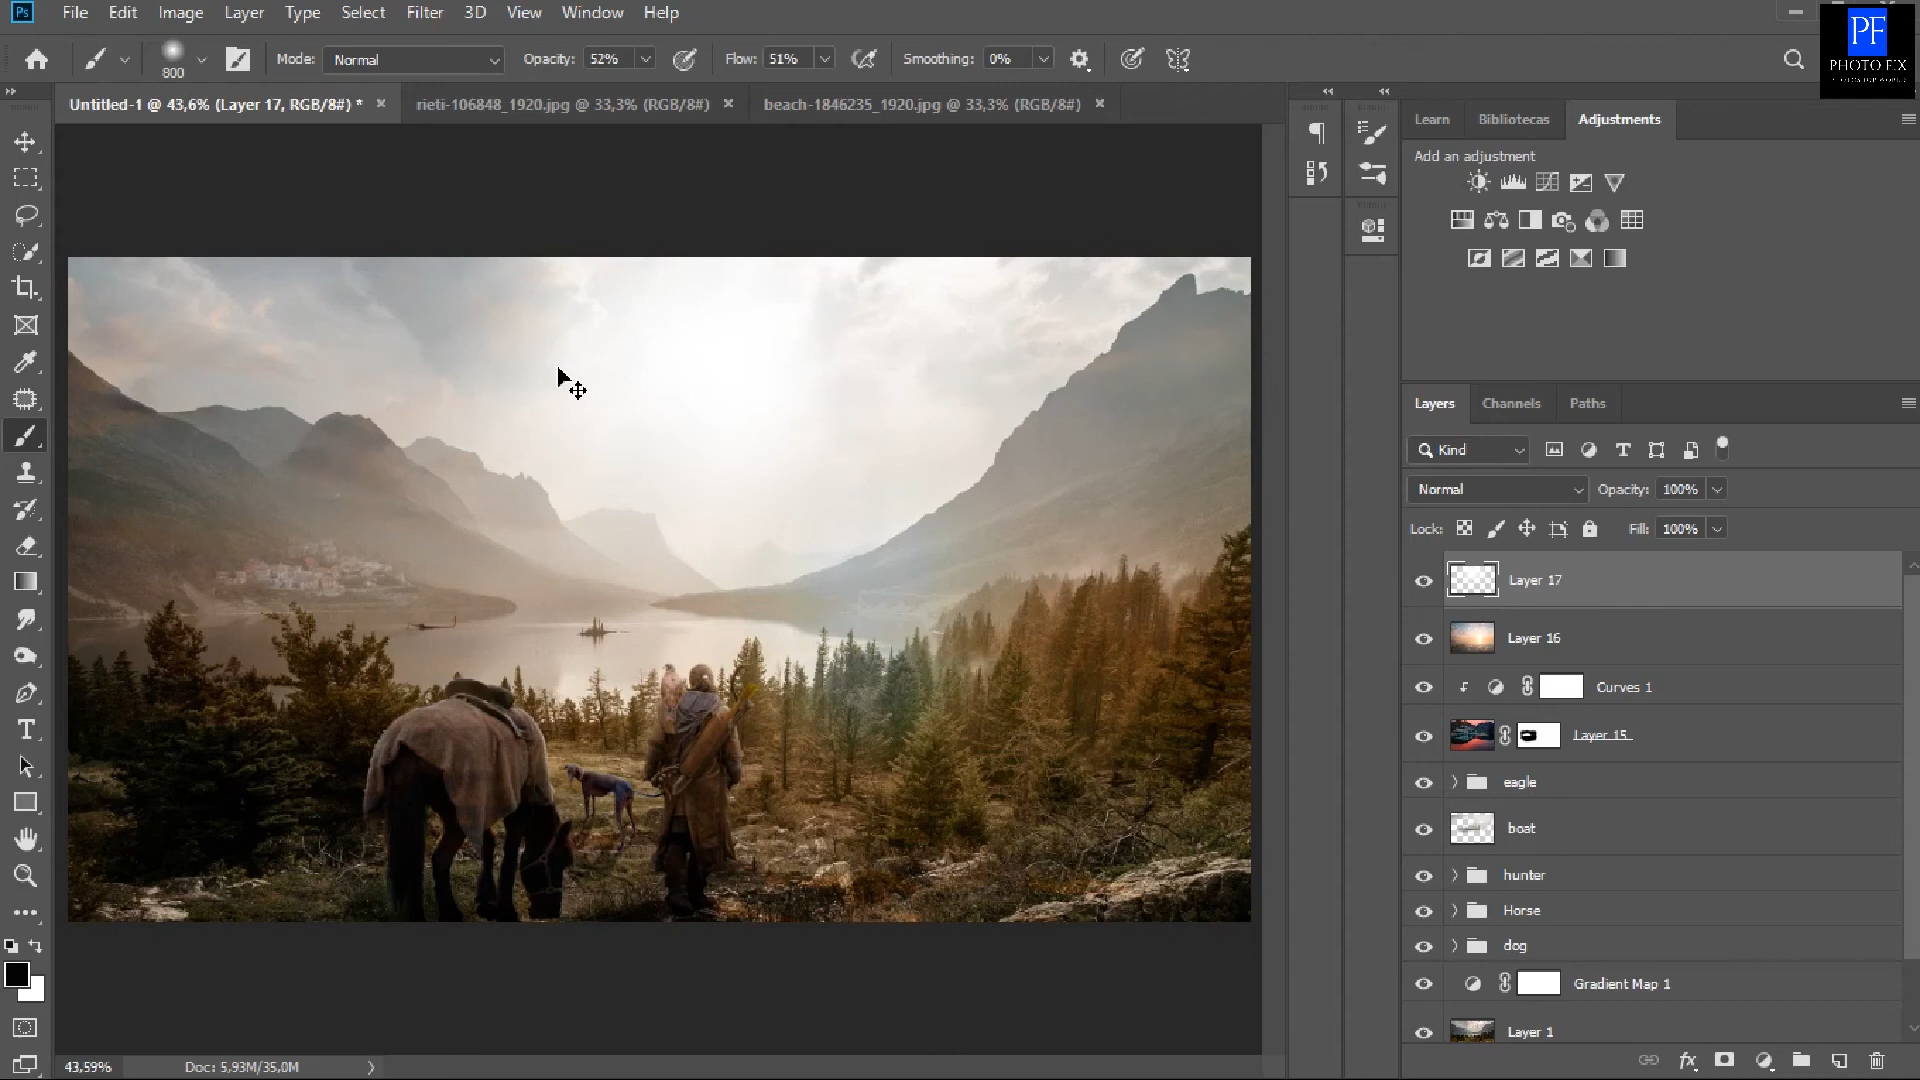 Ps File Edit Image Layer Type Select Filter 3D View Window Help
PF
PHOTO FIX
800 Mode: Normal Opacity: 52% Flow: 51% Smoothing: 0%
Untitled-1 @ 43,6% (Layer 17, RGB/8#) * × rieti-106848_1920.jpg @ 33,3% (RGB/8#) × beach-1846235_1920.jpg @ 33,3% (RGB/8#) ×
Learn Bibliotecas Adjustments
Add an adjustment
Layers Channels Paths
Kind
Normal Opacity: 100%
Lock: Fill: 100%
Layer 17
Layer 16
Curves 1
Layer 15
eagle
boat
hunter
Horse
dog
Gradient Map 1
Layer 1
43,59% Doc: 5,93M/35,0M